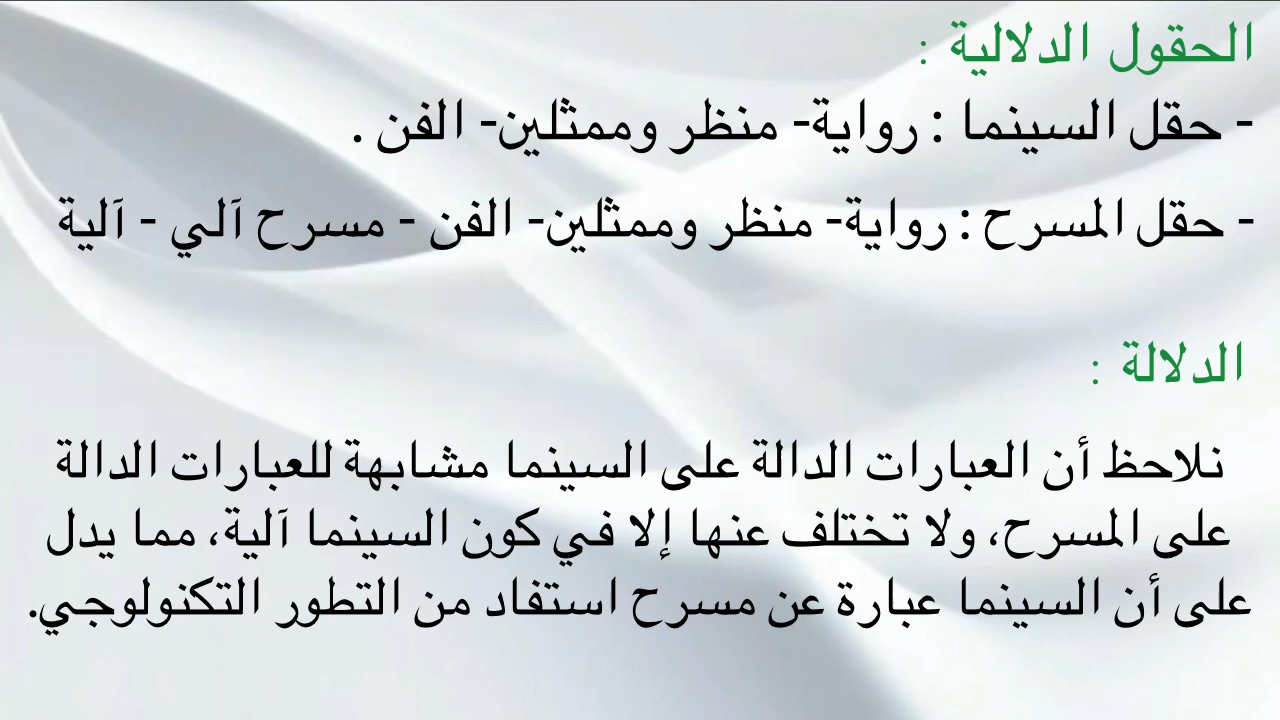 الحقول الدلالية :
- حقل السينما : رواية- منظر وممثلين- الفن .
- حقل المسرح : رواية- منظر وممثلين- الفن - مسرح آلي - آلية
الدلالة :
نلاحظ أن العبارات الدالة على السينما مشابهة للعبارات الدالة
على المسرح، ولا تختلف عنها إلا في كون السينما آلية، مما يدل
على أن السينما عبارة عن مسرح استفاد من التطور التكنولوجي.